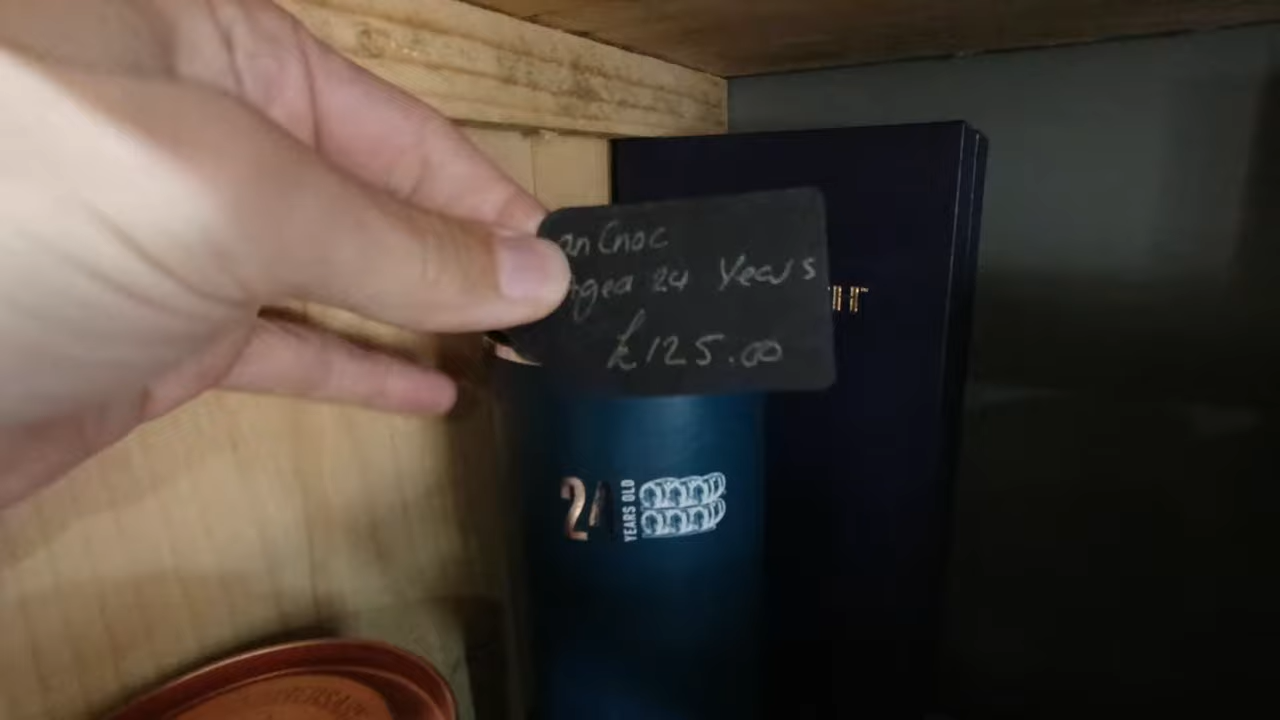 an Cnoc
Aged 24 Years
£125.00
24
YEARS OLD